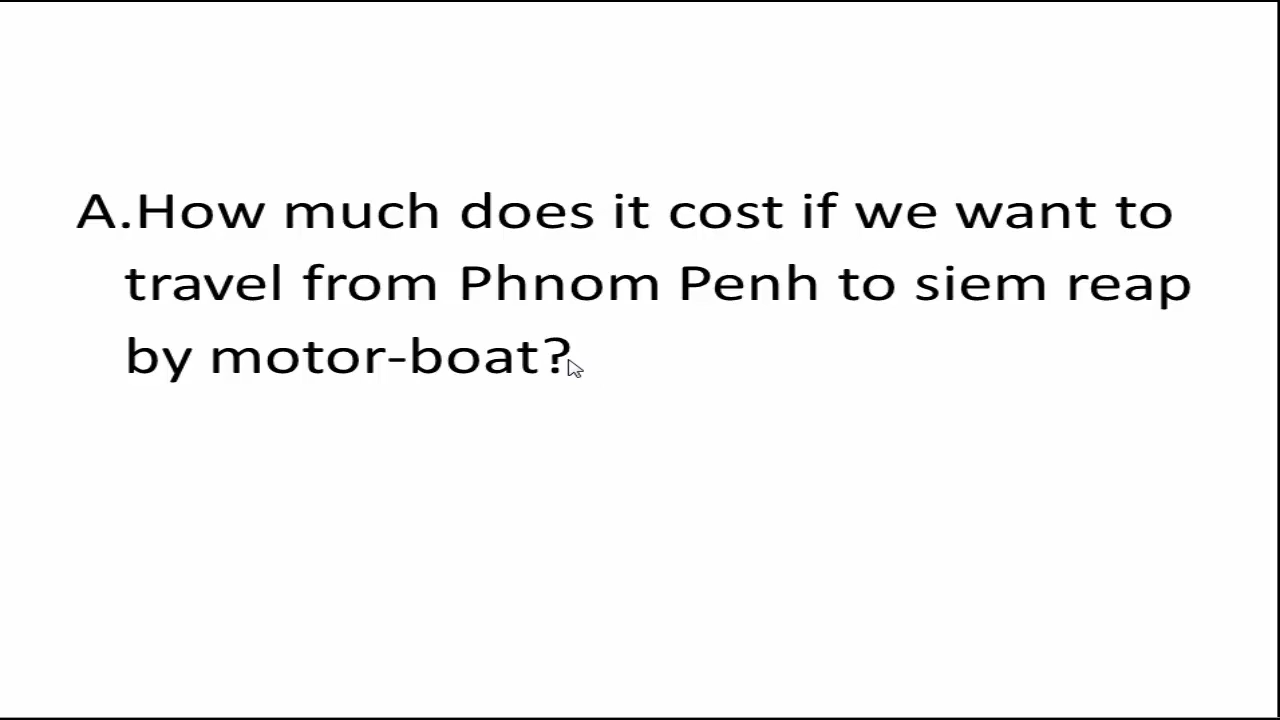 A.How much does it cost if we want to
travel from Phnom Penh to siem reap
by motor-boat?